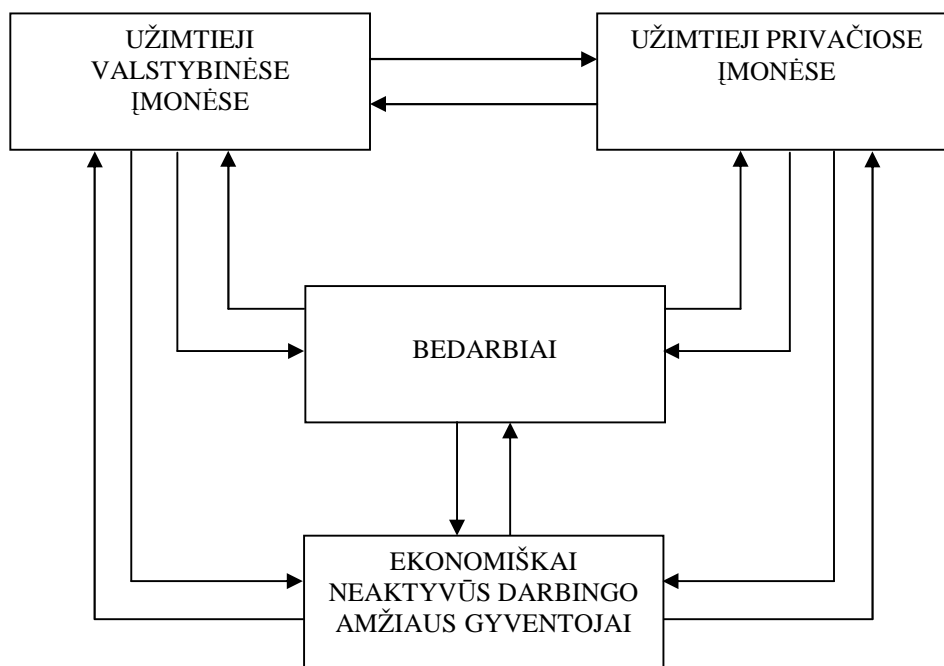 UŽIMTIEJI
VALSTYBINĖSE
ĮMONĖSE
UŽIMTIEJI PRIVAČIOSE
ĮMONĖSE
BEDARBIAI
EKONOMIŠKAI
NEAKTYVŪS DARBINGO
AMŽIAUS GYVENTOJAI